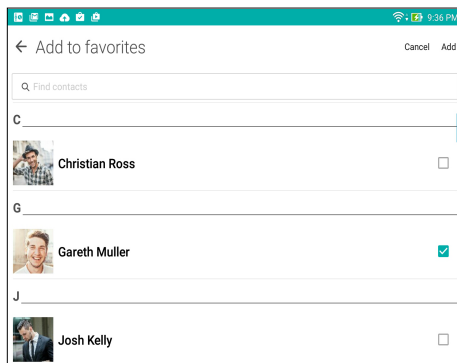 9:36 PM
Add to favorites
Cancel Add
Find contacts
C
Christian Ross
G
Gareth Muller
J
Josh Kelly